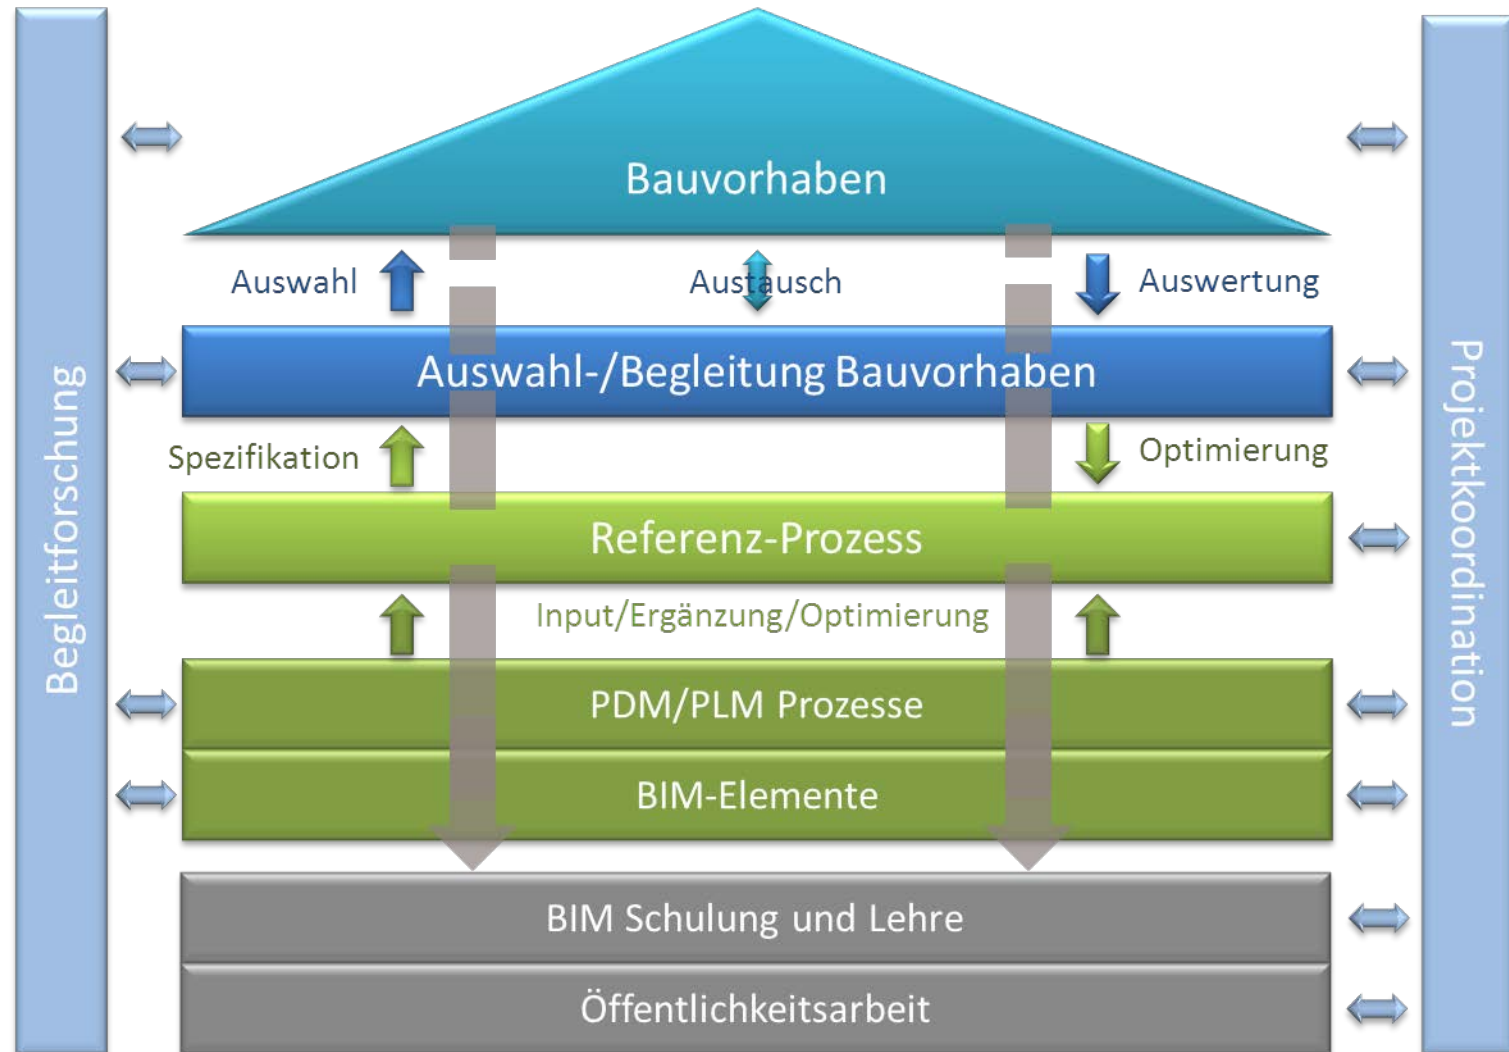 Bauvorhaben
Auswahl
Austausch
Auswertung
Auswahl-/Begleitung Bauvorhaben
Spezifikation
Optimierung
Referenz-Prozess
Input/Ergänzung/Optimierung
PDM/PLM Prozesse
BIM-Elemente
BIM Schulung und Lehre
Öffentlichkeitsarbeit
Begleitforschung
Projektkoordination